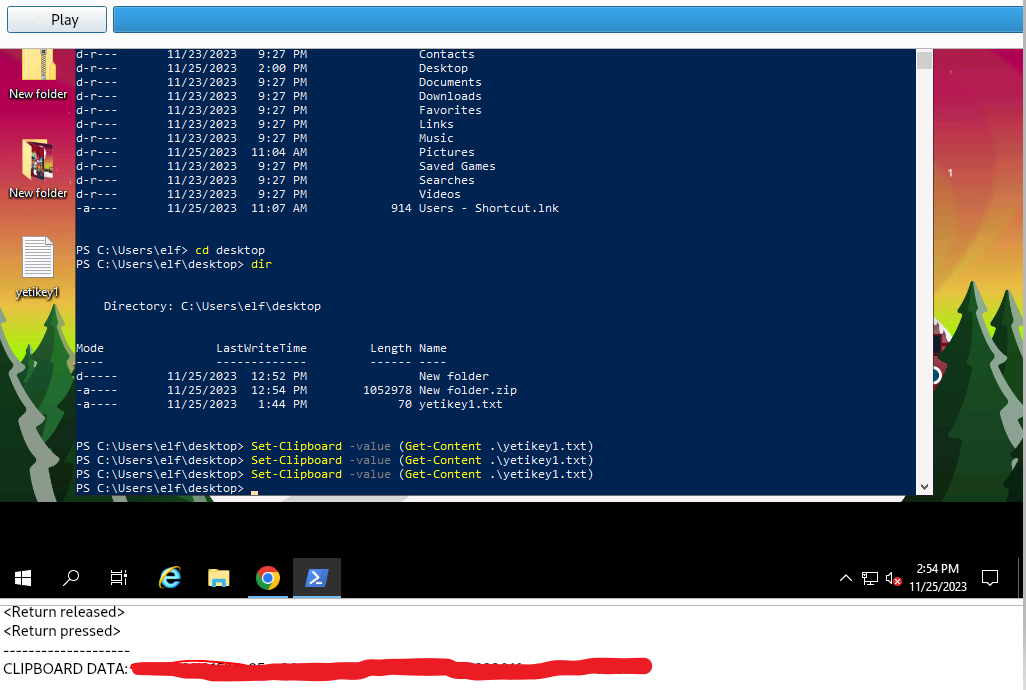 Play
d-r--- 11/23/2023 9:27 PM Contacts
d-r--- 11/25/2023 2:00 PM Desktop
d-r--- 11/23/2023 9:27 PM Documents
d-r--- 11/23/2023 9:27 PM Downloads
d-r--- 11/23/2023 9:27 PM Favorites
d-r--- 11/23/2023 9:27 PM Links
d-r--- 11/23/2023 9:27 PM Music
d-r--- 11/25/2023 11:04 AM Pictures
d-r--- 11/23/2023 9:27 PM Saved Games
d-r--- 11/23/2023 9:27 PM Searches
d-r--- 11/23/2023 9:27 PM Videos
-a---- 11/25/2023 11:07 AM 914 Users - Shortcut.lnk
PS C:\Users\elf> cd desktop
PS C:\Users\elf\desktop> dir
Directory: C:\Users\elf\desktop
Mode LastWriteTime Length Name
---- ------------- ------ ----
d----- 11/25/2023 12:52 PM New folder
-a---- 11/25/2023 12:54 PM 1052978 New folder.zip
-a---- 11/25/2023 1:44 PM 70 yetikey1.txt
PS C:\Users\elf\desktop> Set-Clipboard -value (Get-Content .\yetikey1.txt)
PS C:\Users\elf\desktop> Set-Clipboard -value (Get-Content .\yetikey1.txt)
PS C:\Users\elf\desktop> Set-Clipboard -value (Get-Content .\yetikey1.txt)
PS C:\Users\elf\desktop> _
New folder
New folder
yetikey1
1
2:54 PM
11/25/2023
<Return released>
<Return pressed>
--------------------
CLIPBOARD DATA: